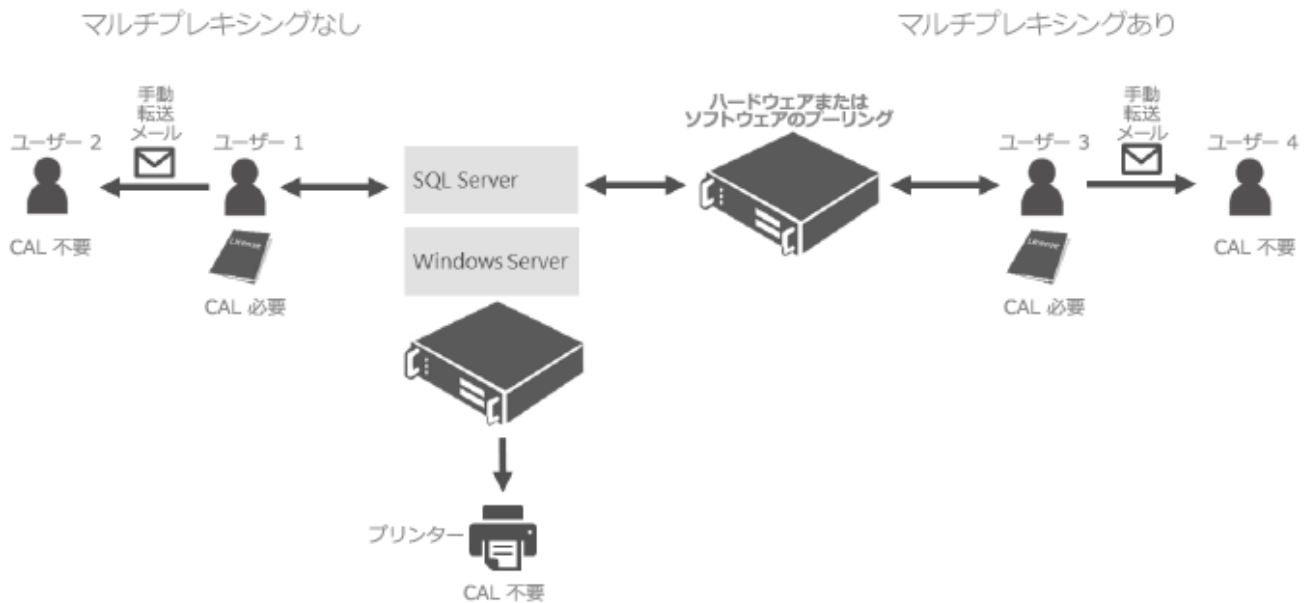 マルチプレキシングなし
マルチプレキシングあり
手動
転送
メール
ユーザー 2
ユーザー 1
CAL 不要
License
CAL 必要
SQL Server
Windows Server
ハードウェアまたは
ソフトウェアのプーリング
手動
転送
メール
ユーザー 3
ユーザー 4
License
CAL 必要
CAL 不要
プリンター
CAL 不要